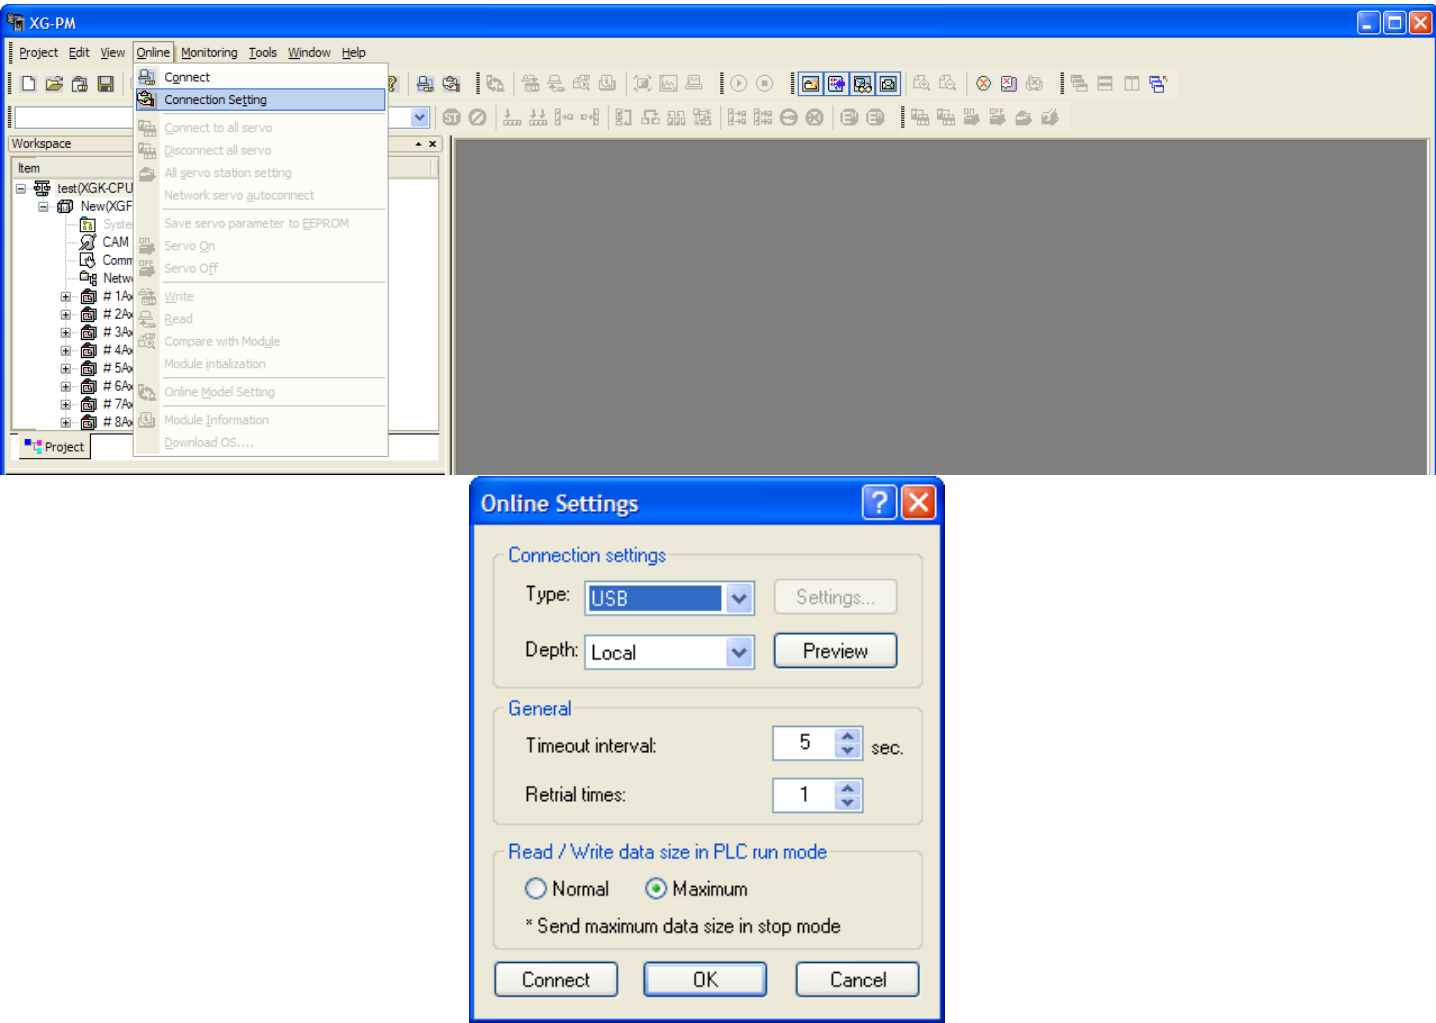 XG-PM
Project Edit View Online Monitoring Tools Window Help
Connect
Connection Setting
Connect to all servo
Workspace
Disconnect all servo
Item
All servo station setting
test(XGK-CPU
Network servo autoconnect
New(XGF
Syste
Save servo parameter to EEPROM
CAM
Servo On
Comm
Servo Off
Netw
# 1Ax
Write
# 2Ax
Read
# 3Ax
Compare with Module
# 4Ax
Module intialization
# 5Ax
# 6Ax
Online Model Setting
# 7Ax
Module Information
# 8Ax
Download OS....
Project
Online Settings
Connection settings
Type: USB Settings...
Depth: Local Preview
General
Timeout interval: 5 sec.
Retrial times: 1
Read / Write data size in PLC run mode
Normal Maximum
* Send maximum data size in stop mode
Connect OK Cancel